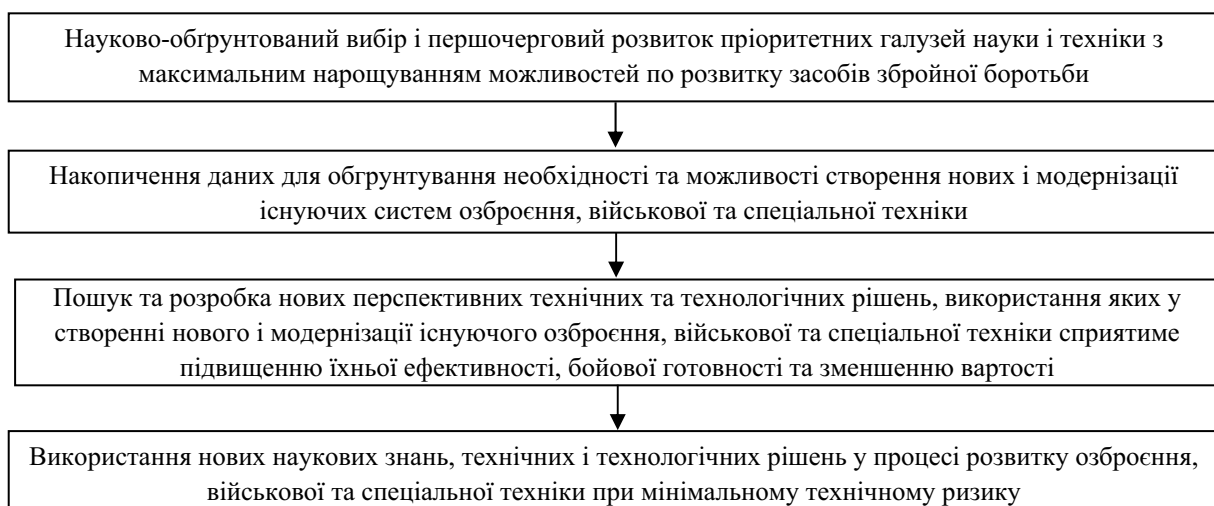 Науково-обґрунтований вибір і першочерговий розвиток пріоритетних галузей науки і техніки з
максимальним нарощуванням можливостей по розвитку засобів збройної боротьби
Накопичення даних для обгрунтування необхідності та можливості створення нових і модернізації
існуючих систем озброєння, військової та спеціальної техніки
Пошук та розробка нових перспективних технічних та технологічних рішень, використання яких у
створенні нового і модернізації існуючого озброєння, військової та спеціальної техніки сприятиме
підвищенню їхньої ефективності, бойової готовності та зменшенню вартості
Використання нових наукових знань, технічних і технологічних рішень у процесі розвитку озброєння,
військової та спеціальної техніки при мінімальному технічному ризику